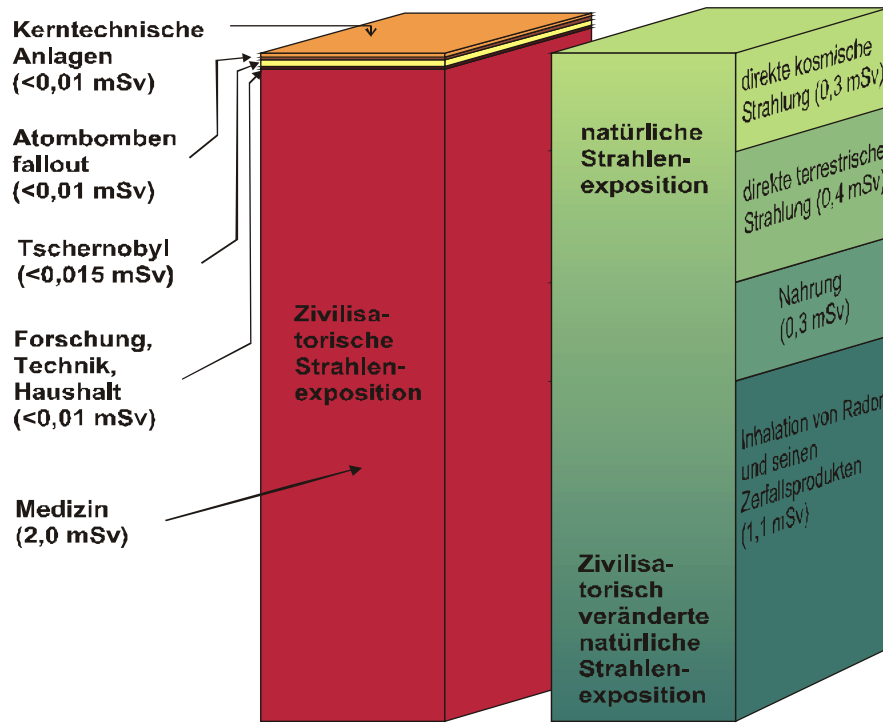 Kerntechnische
Anlagen
(<0,01 mSv)
Atombomben
fallout
(<0,01 mSv)
Tschernobyl
(<0,015 mSv)
Forschung,
Technik,
Haushalt
(<0,01 mSv)
Medizin
(2,0 mSv)
Zivilisa-
torische
Strahlen-
exposition
natürliche
Strahlen-
exposition
Zivilisa-
torisch
veränderte
natürliche
Strahlen-
exposition
direkte kosmische
Strahlung (0,3 mSv)
direkte terrestrische
Strahlung (0,4 mSv)
Nahrung
(0,3 mSv)
Inhalation von Radon
und seinen
Zerfallsprodukten
(1,1 mSv)